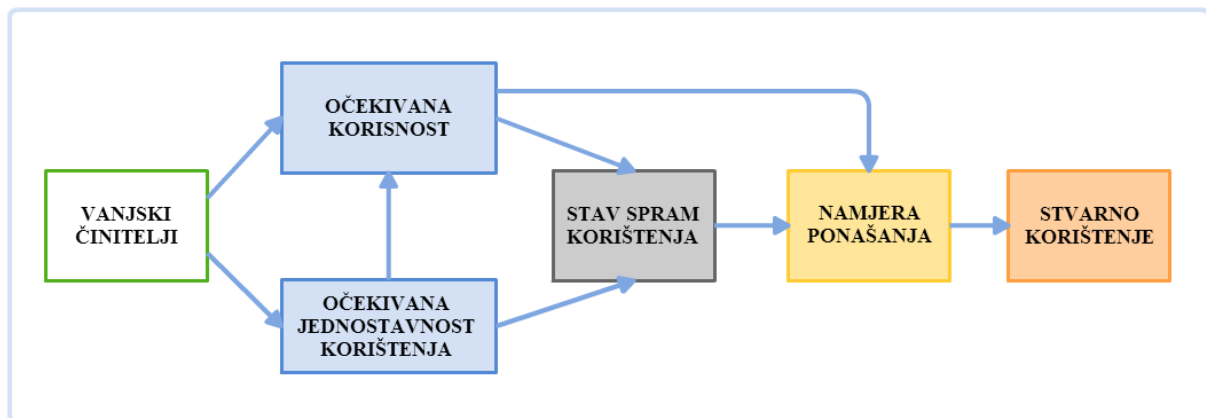 OČEKIVANA
KORISNOST
VANJSKI
ČINITELJI
OČEKIVANA
JEDNOSTAVNOST
KORIŠTENJA
STAV SPRAM
KORIŠTENJA
NAMJERA
PONAŠANJA
STVARNO
KORIŠTENJE